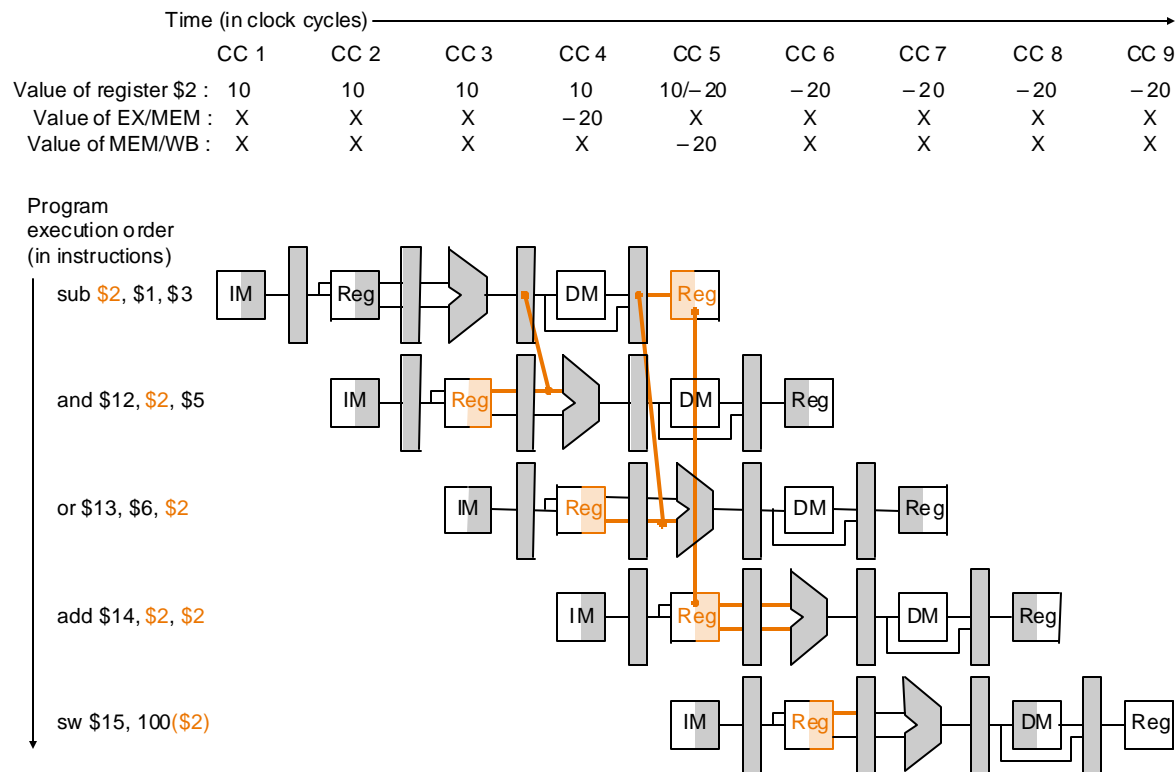 Time (in clock cycles)
CC 1 CC 2 CC 3 CC 4 CC 5 CC 6 CC 7 CC 8 CC 9
Value of register $2 : 10 10 10 10 10/–20 –20 –20 –20 –20
Value of EX/MEM : X X X –20 X X X X X
Value of MEM/WB : X X X X –20 X X X X
Program
execution order
(in instructions)
sub $2, $1, $3 IM Reg DM Reg
and $12, $2, $5 IM Reg DM Reg
or $13, $6, $2 IM Reg DM Reg
add $14, $2, $2 IM Reg DM Reg
sw $15, 100($2) IM Reg DM Reg